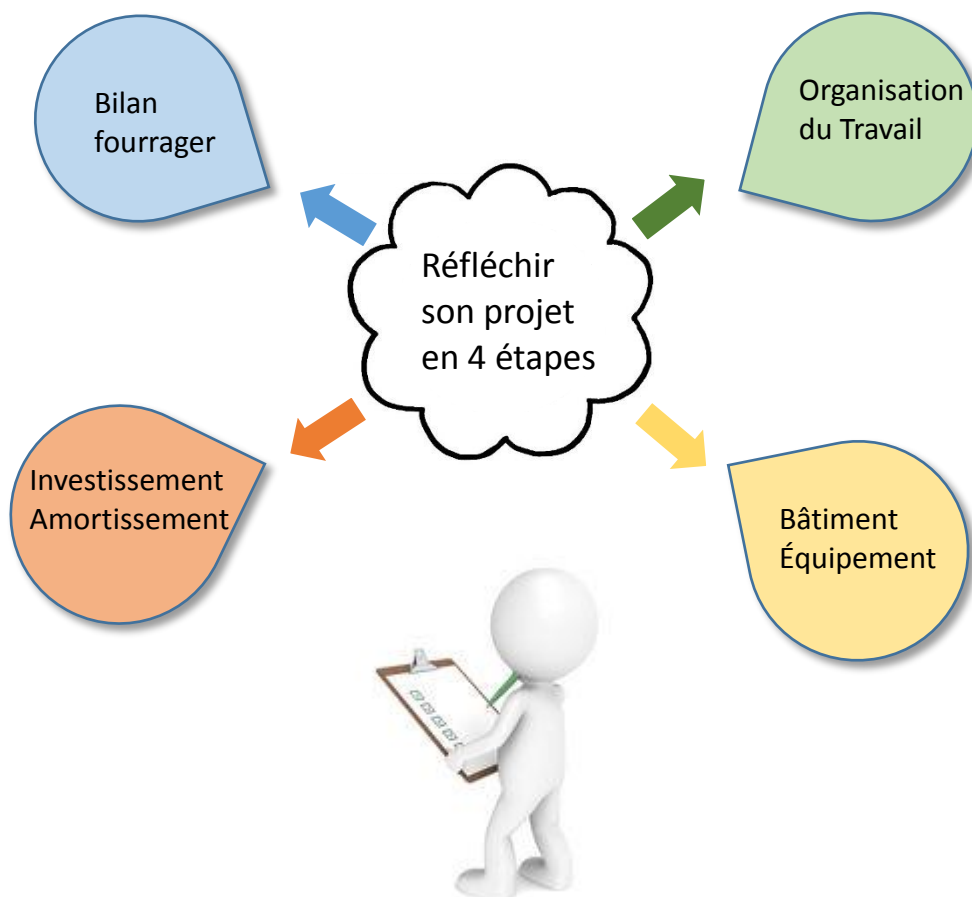 Bilan
fourrager
Organisation
du Travail
Réfléchir
son projet
en 4 étapes
Investissement
Amortissement
Bâtiment
Équipement